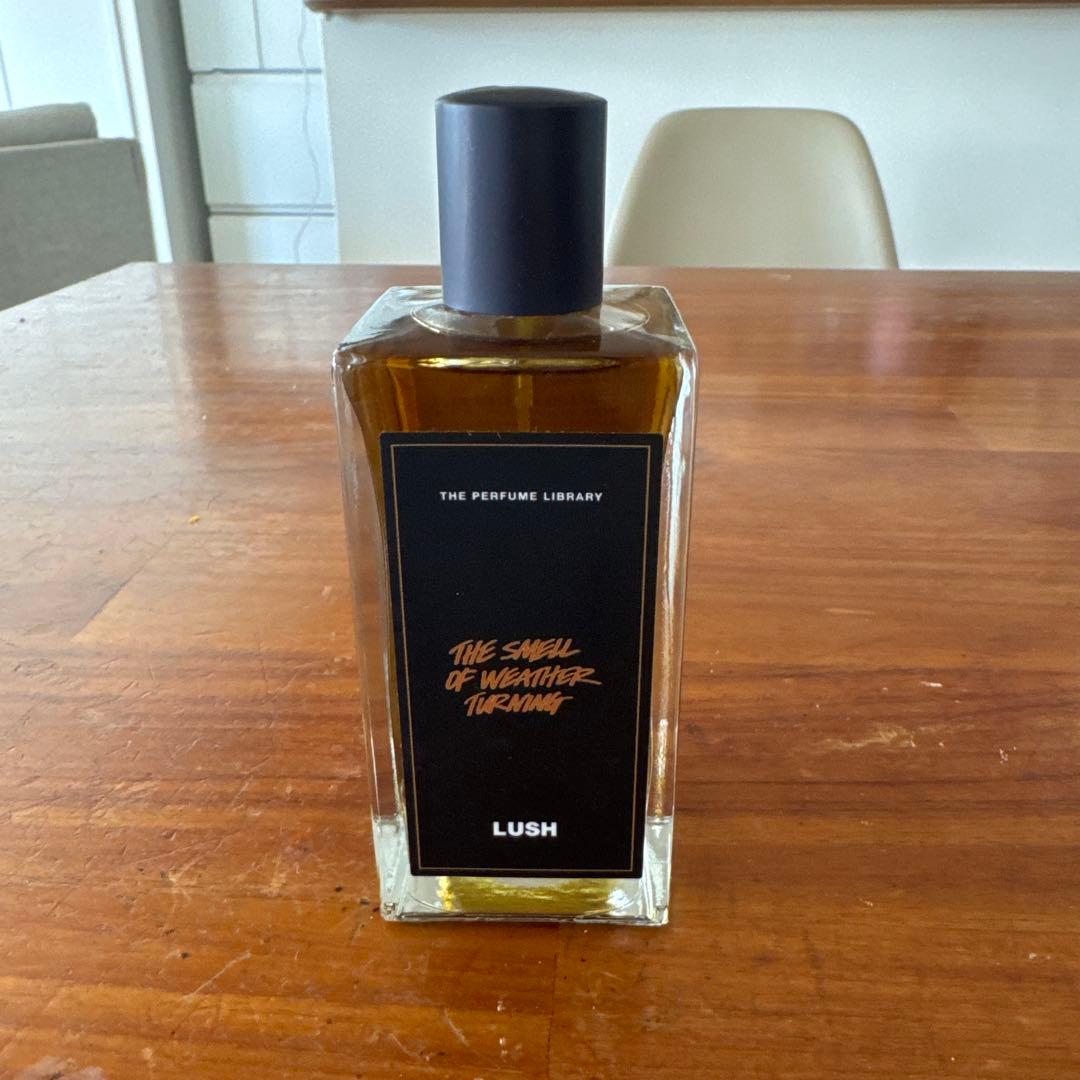 THE PERFUME LIBRARY
THE SMELL
OF WEATHER
TURNING
LUSH